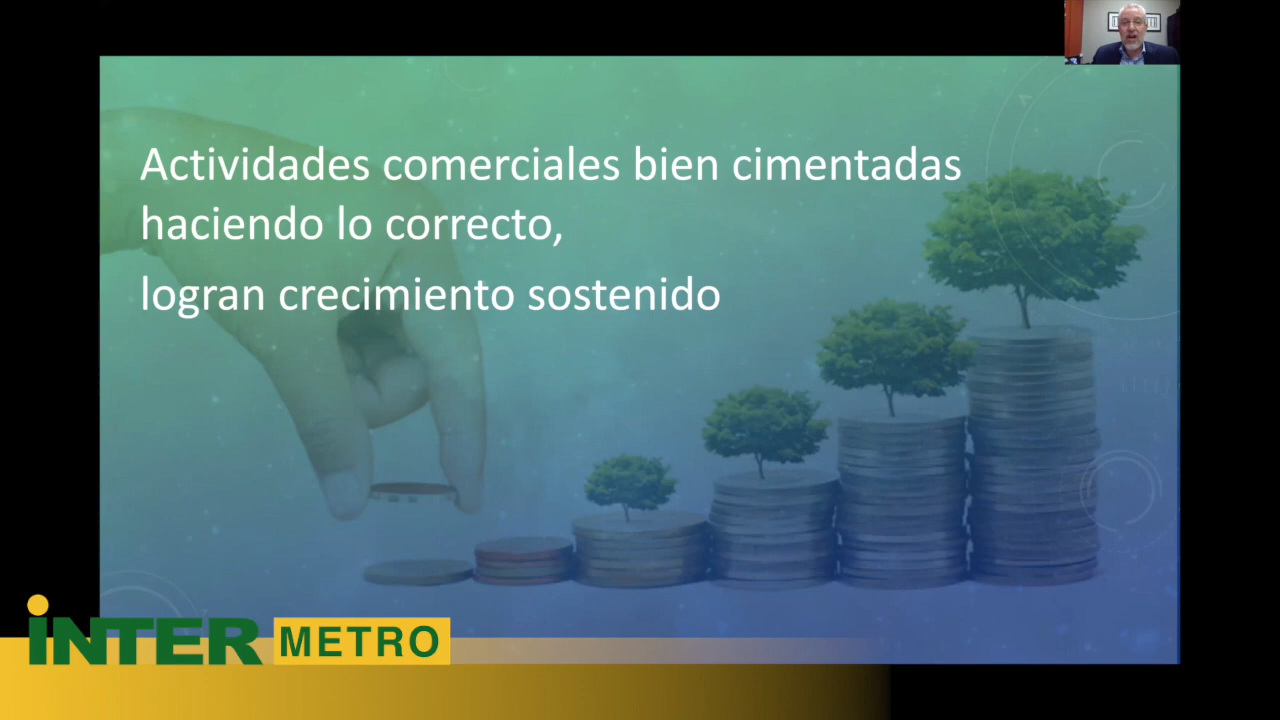 Actividades comerciales bien cimentadas
haciendo lo correcto,
logran crecimiento sostenido
iNTER METRO